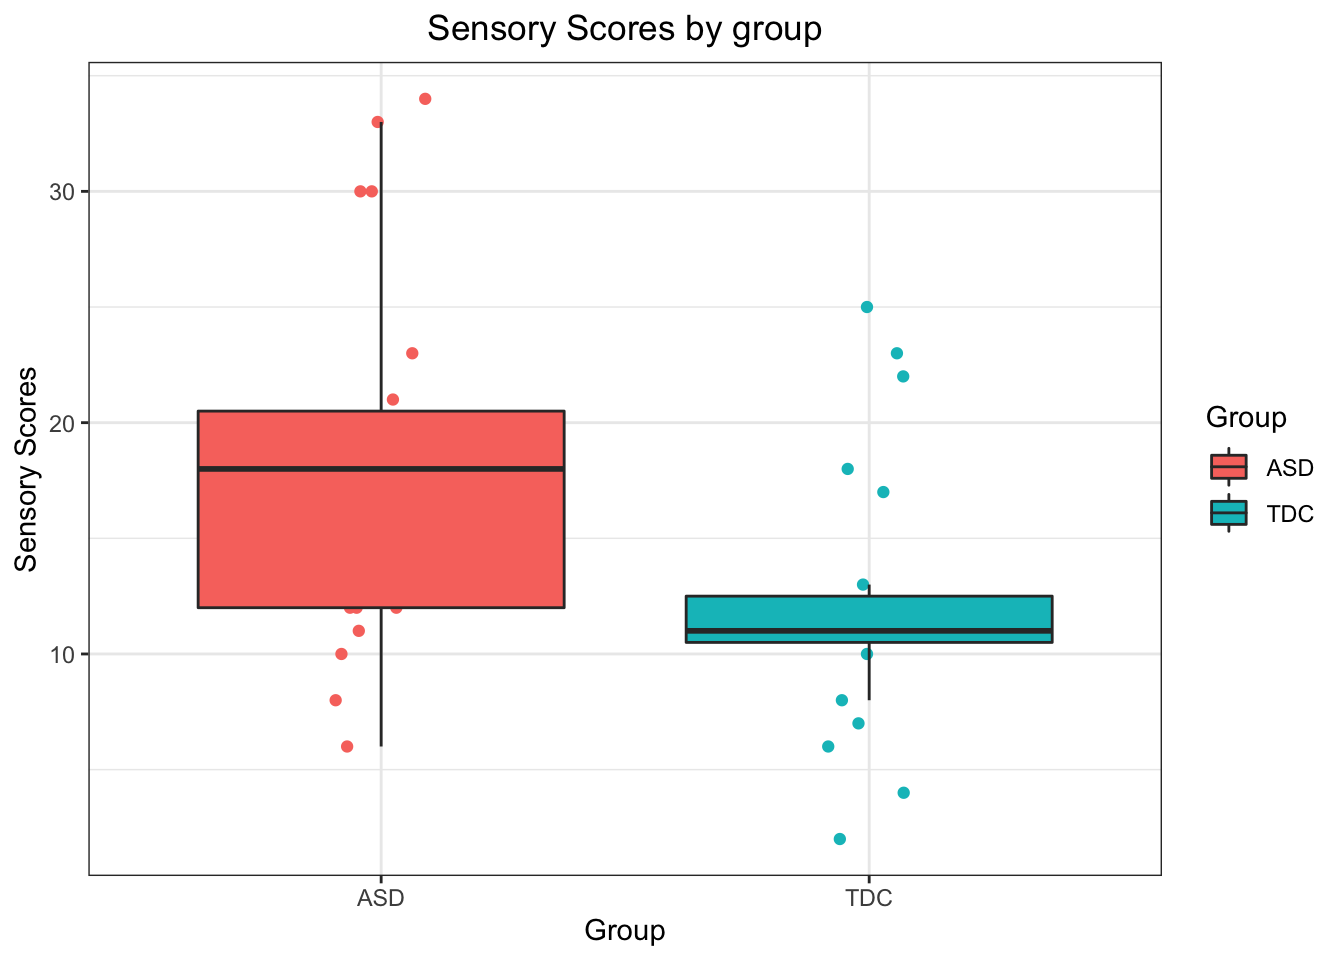 Sensory Scores by group
Sensory Scores
30
20
10
ASD
TDC
Group
Group
ASD
TDC